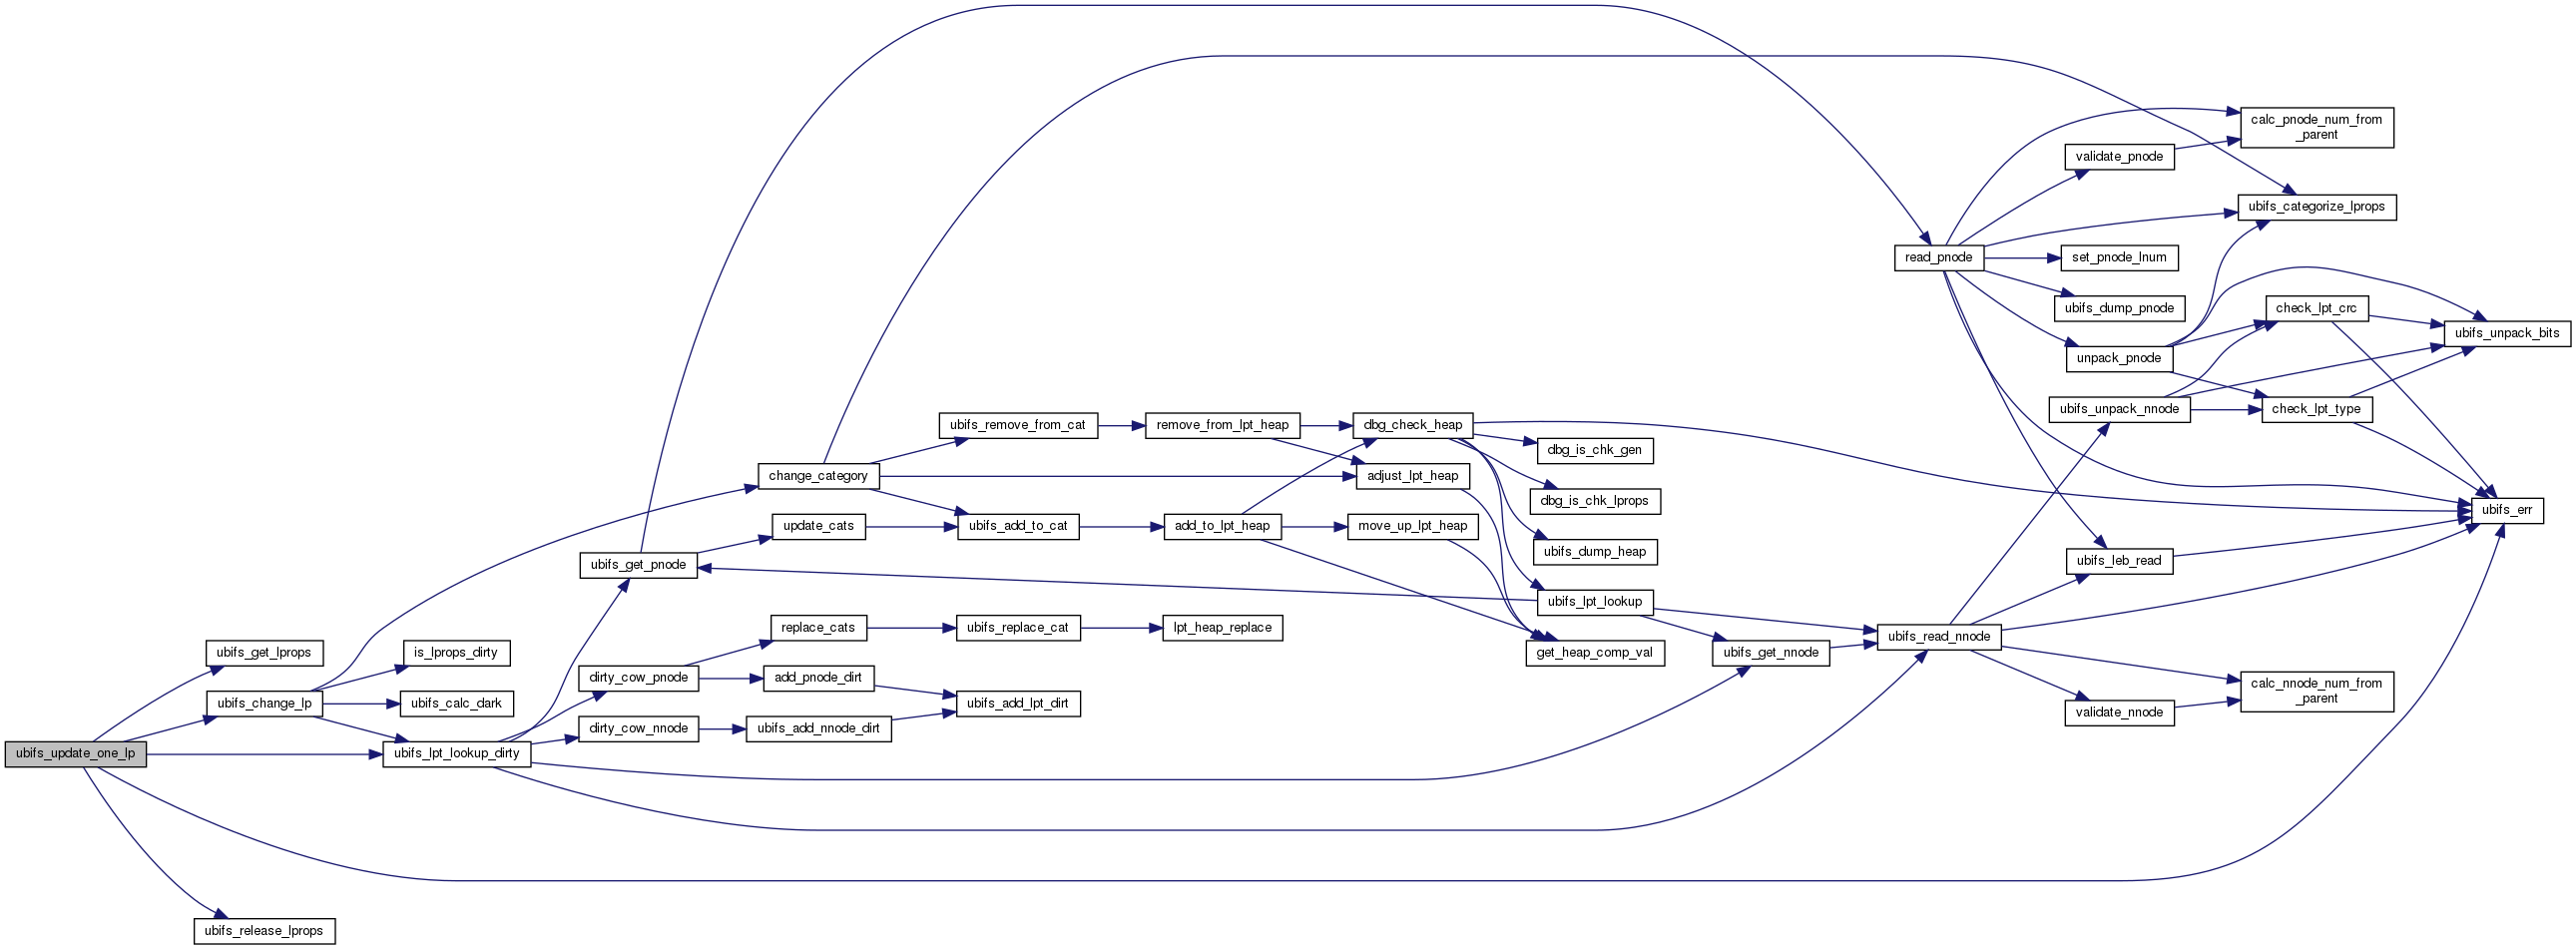 calc_pnode_num_from
_parent
validate_pnode
ubifs_categorize_lprops
read_pnode
set_pnode_lnum
ubifs_dump_pnode
check_lpt_crc
ubifs_unpack_bits
unpack_pnode
ubifs_unpack_nnode
check_lpt_type
ubifs_remove_from_cat
remove_from_lpt_heap
dbg_check_heap
dbg_is_chk_gen
change_category
adjust_lpt_heap
dbg_is_chk_lprops
ubifs_err
update_cats
ubifs_add_to_cat
add_to_lpt_heap
move_up_lpt_heap
ubifs_dump_heap
ubifs_get_pnode
ubifs_leb_read
ubifs_lpt_lookup
replace_cats
ubifs_replace_cat
lpt_heap_replace
ubifs_read_nnode
ubifs_get_lprops
is_lprops_dirty
get_heap_comp_val
ubifs_get_nnode
dirty_cow_pnode
add_pnode_dirt
calc_nnode_num_from
_parent
ubifs_change_lp
ubifs_calc_dark
ubifs_add_lpt_dirt
validate_nnode
dirty_cow_nnode
ubifs_add_nnode_dirt
ubifs_update_one_lp
ubifs_lpt_lookup_dirty
ubifs_release_lprops